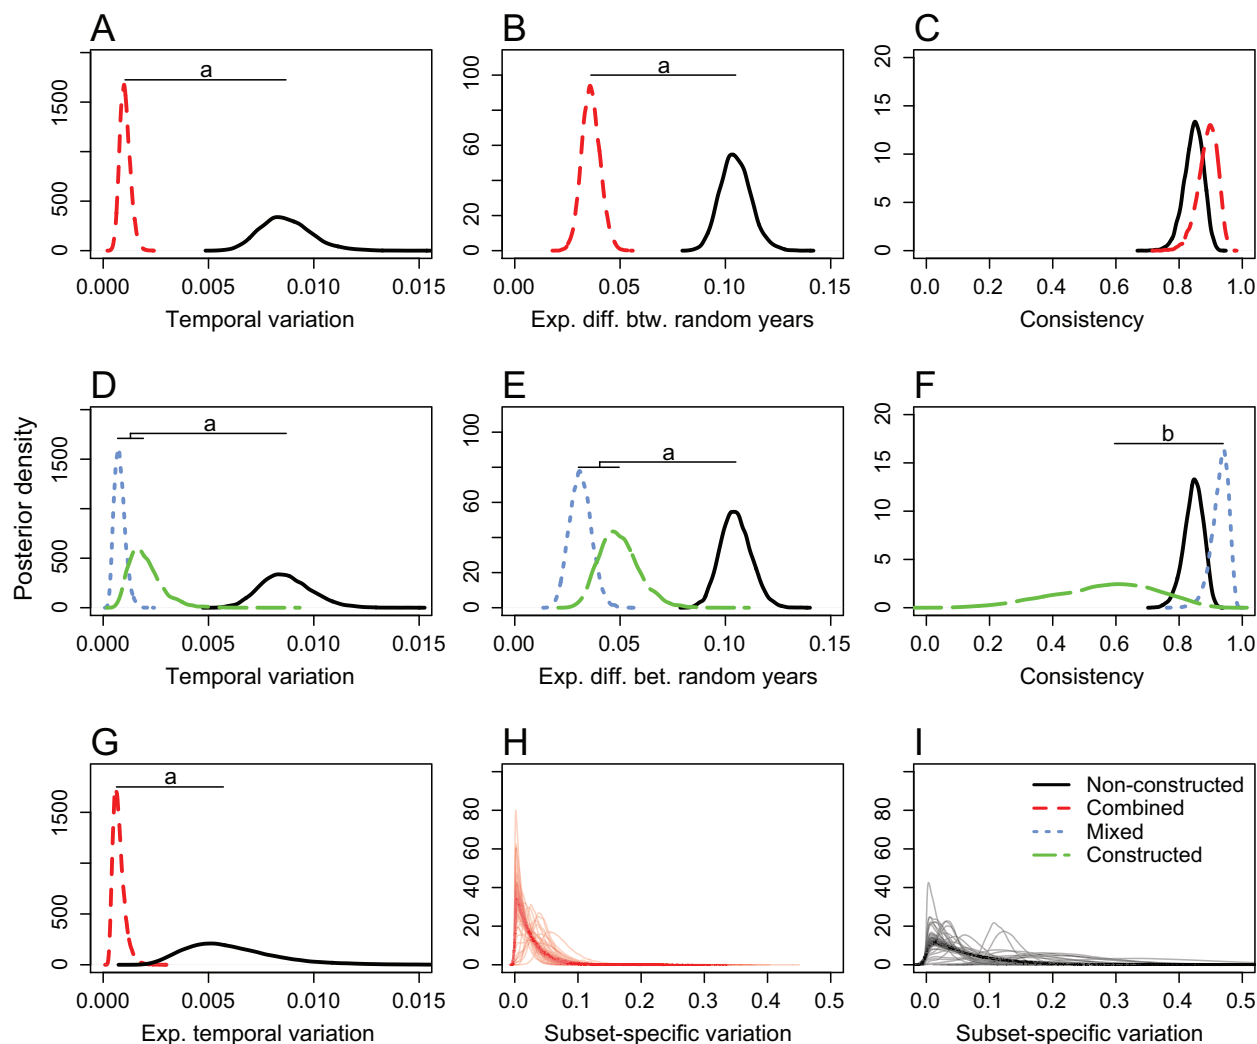 A
1500
500
0
a
0.000 0.005 0.010 0.015
Temporal variation
B
100
60
20
0
a
0.00 0.05 0.10 0.15
Exp. diff. btw. random years
C
20
15
10
5
0
0.0 0.2 0.4 0.6 0.8 1.0
Consistency
Posterior density
D
1500
500
0
a
0.000 0.005 0.010 0.015
Temporal variation
E
100
60
20
0
a
0.00 0.05 0.10 0.15
Exp. diff. bet. random years
F
20
15
10
5
0
b
0.0 0.2 0.4 0.6 0.8 1.0
Consistency
G
1500
500
0
a
0.000 0.005 0.010 0.015
Exp. temporal variation
H
80
60
40
20
0
0.0 0.1 0.2 0.3 0.4 0.5
Subset-specific variation
I
80
60
40
20
0
Non-constructed
Combined
Mixed
Constructed
0.0 0.1 0.2 0.3 0.4 0.5
Subset-specific variation